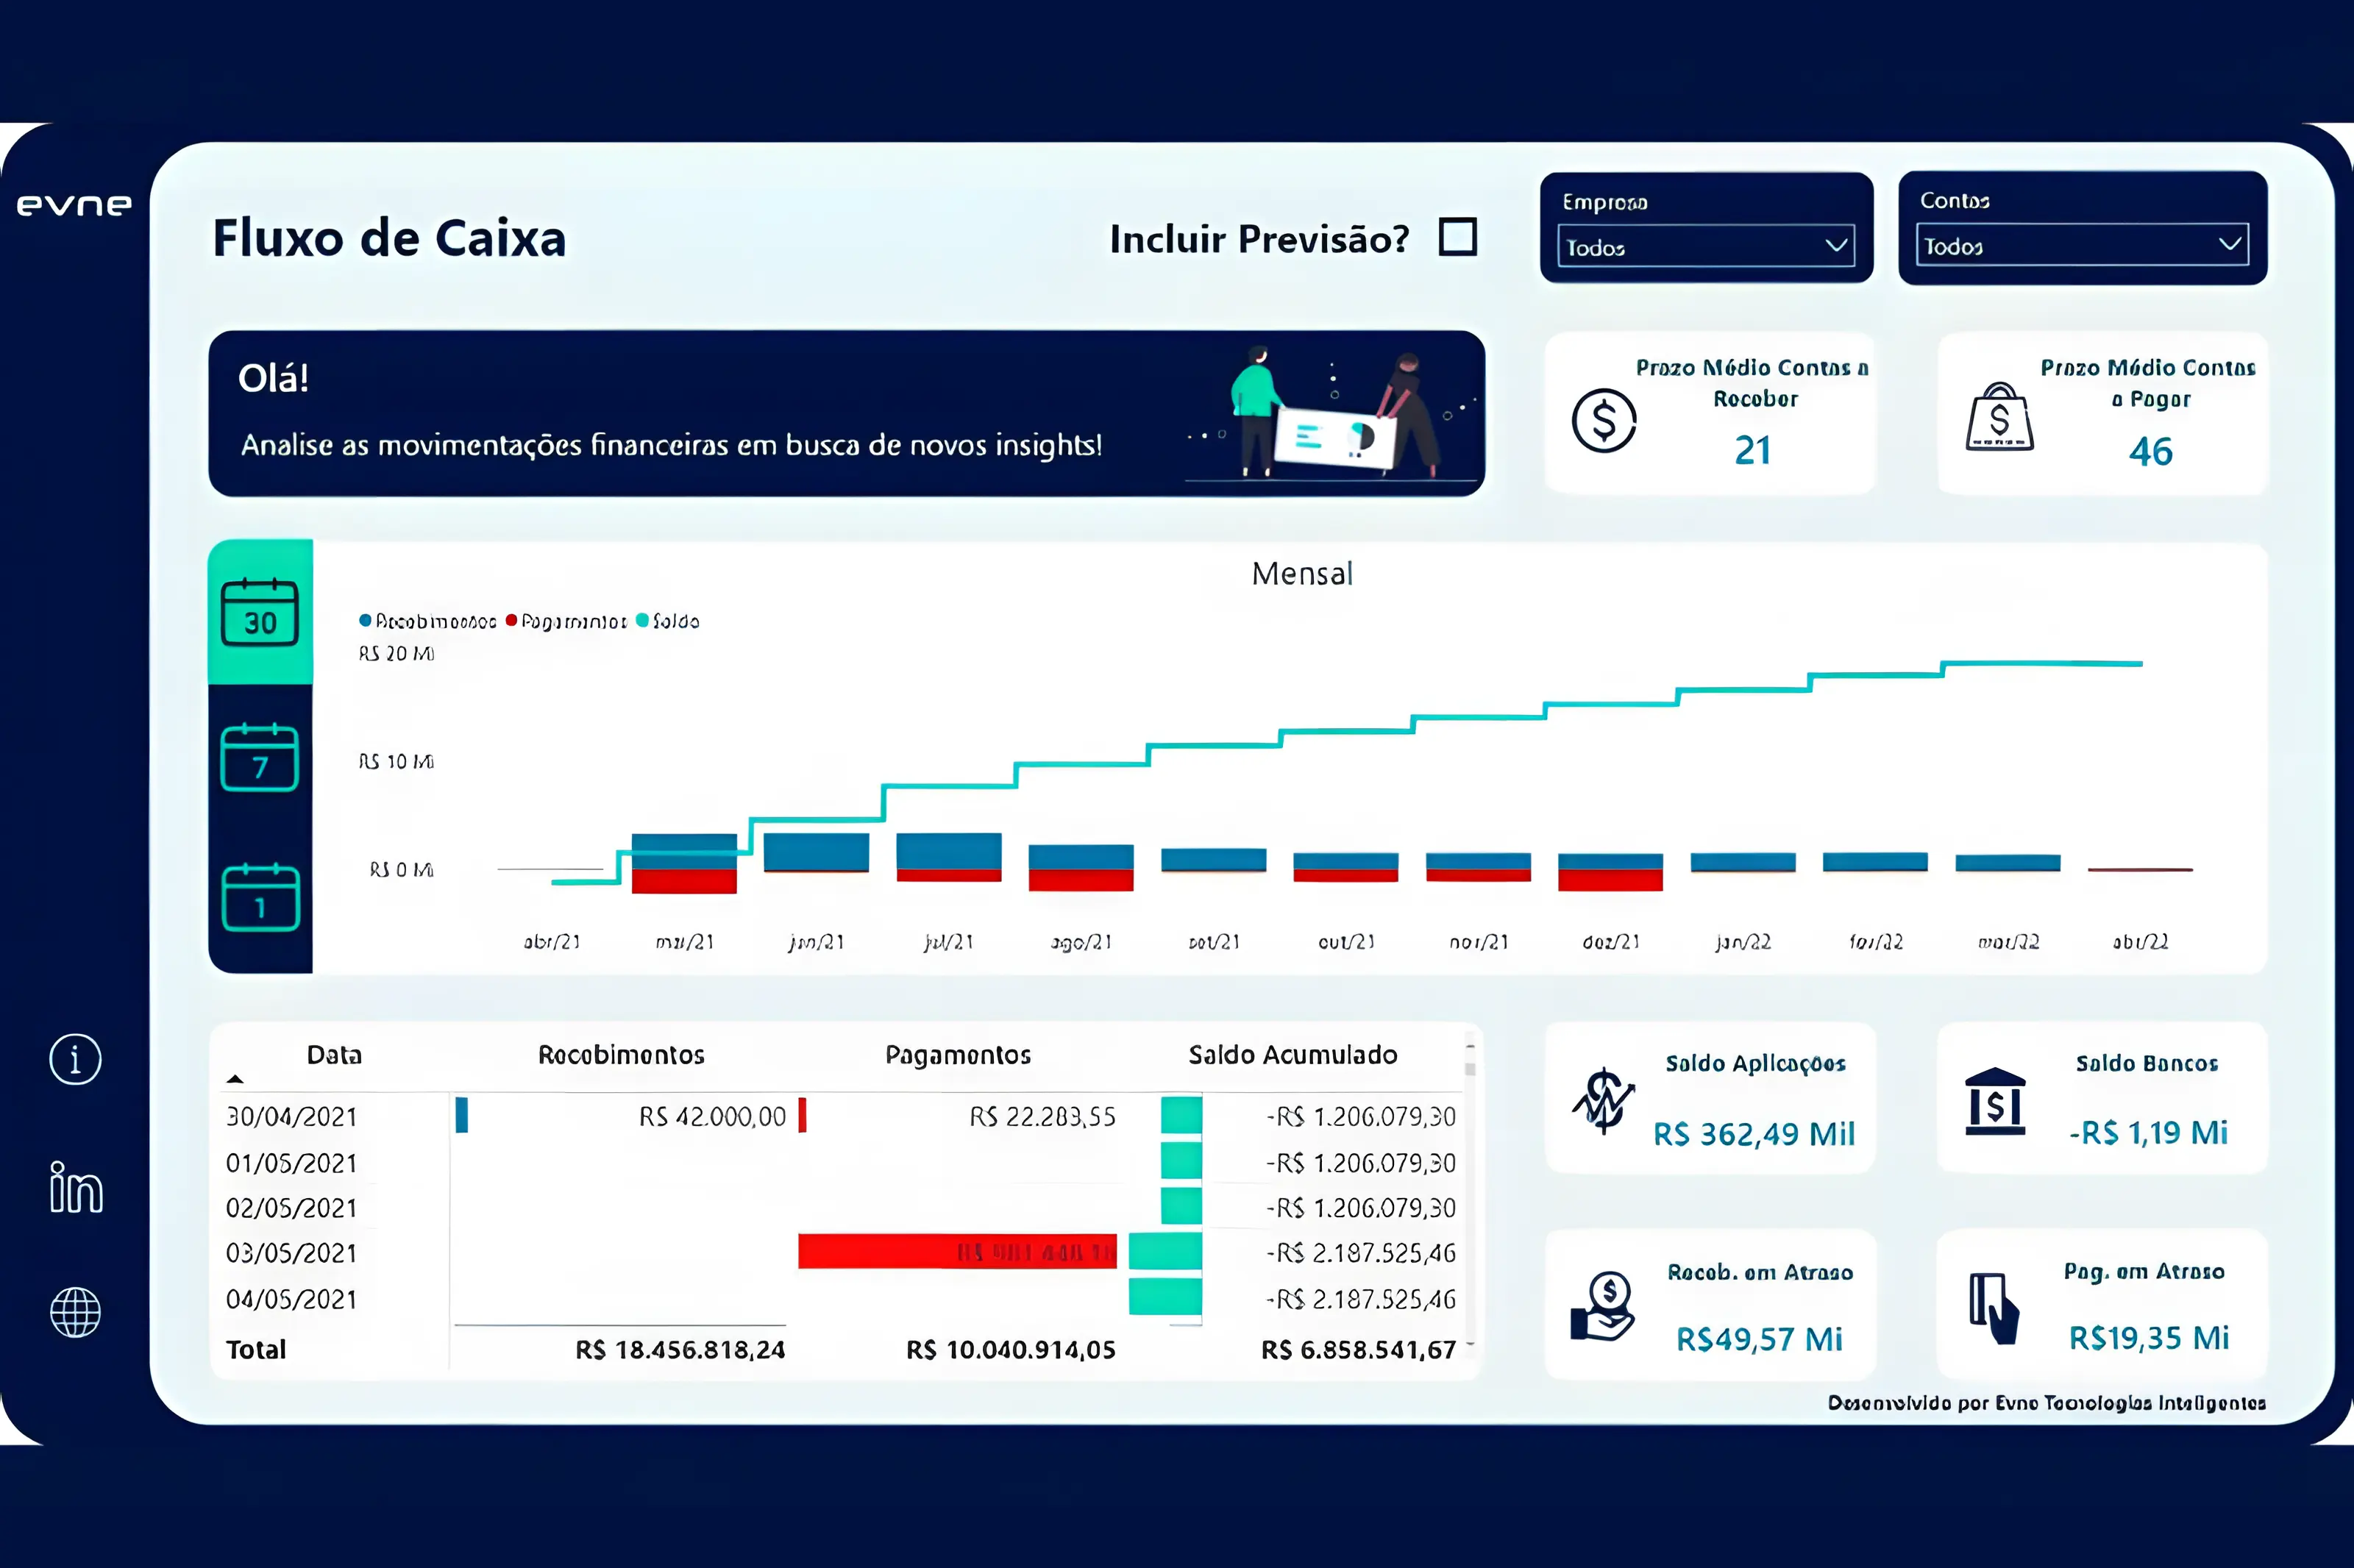 evne
Fluxo de Caixa
Incluir Previsão?
Empresa
Todos
Contas
Todos
Olá!
Analise as movimentações financeiras em busca de novos insights!
Prazo Médio Contas a
Receber
21
Prazo Médio Contas
a Pagar
46
30
7
1
Mensal
Recebimentos Pagamentos Saldo
R$ 20 Mi
R$ 10 Mi
R$ 0 Mi
abr/21 mai/21 jun/21 jul/21 ago/21 set/21 out/21 nov/21 dez/21 jan/22 fev/22 mar/22 abr/22
Data Recebimentos Pagamentos Saldo Acumulado
30/04/2021 R$ 42.000,00 R$ 22.283,55 -R$ 1.206.079,30
01/05/2021 -R$ 1.206.079,30
02/05/2021 -R$ 1.206.079,30
03/05/2021 -R$ 2.187.525,46
04/05/2021 -R$ 2.187.525,46
Total R$ 18.456.818,24 R$ 10.040.914,05 R$ 6.858.541,67
Saldo Aplicações
R$ 362,49 Mil
Saldo Bancos
-R$ 1,19 Mi
Receb. em Atraso
R$49,57 Mi
Pag. em Atraso
R$19,35 Mi
in
Desenvolvido por Evne Tecnologias Inteligentes